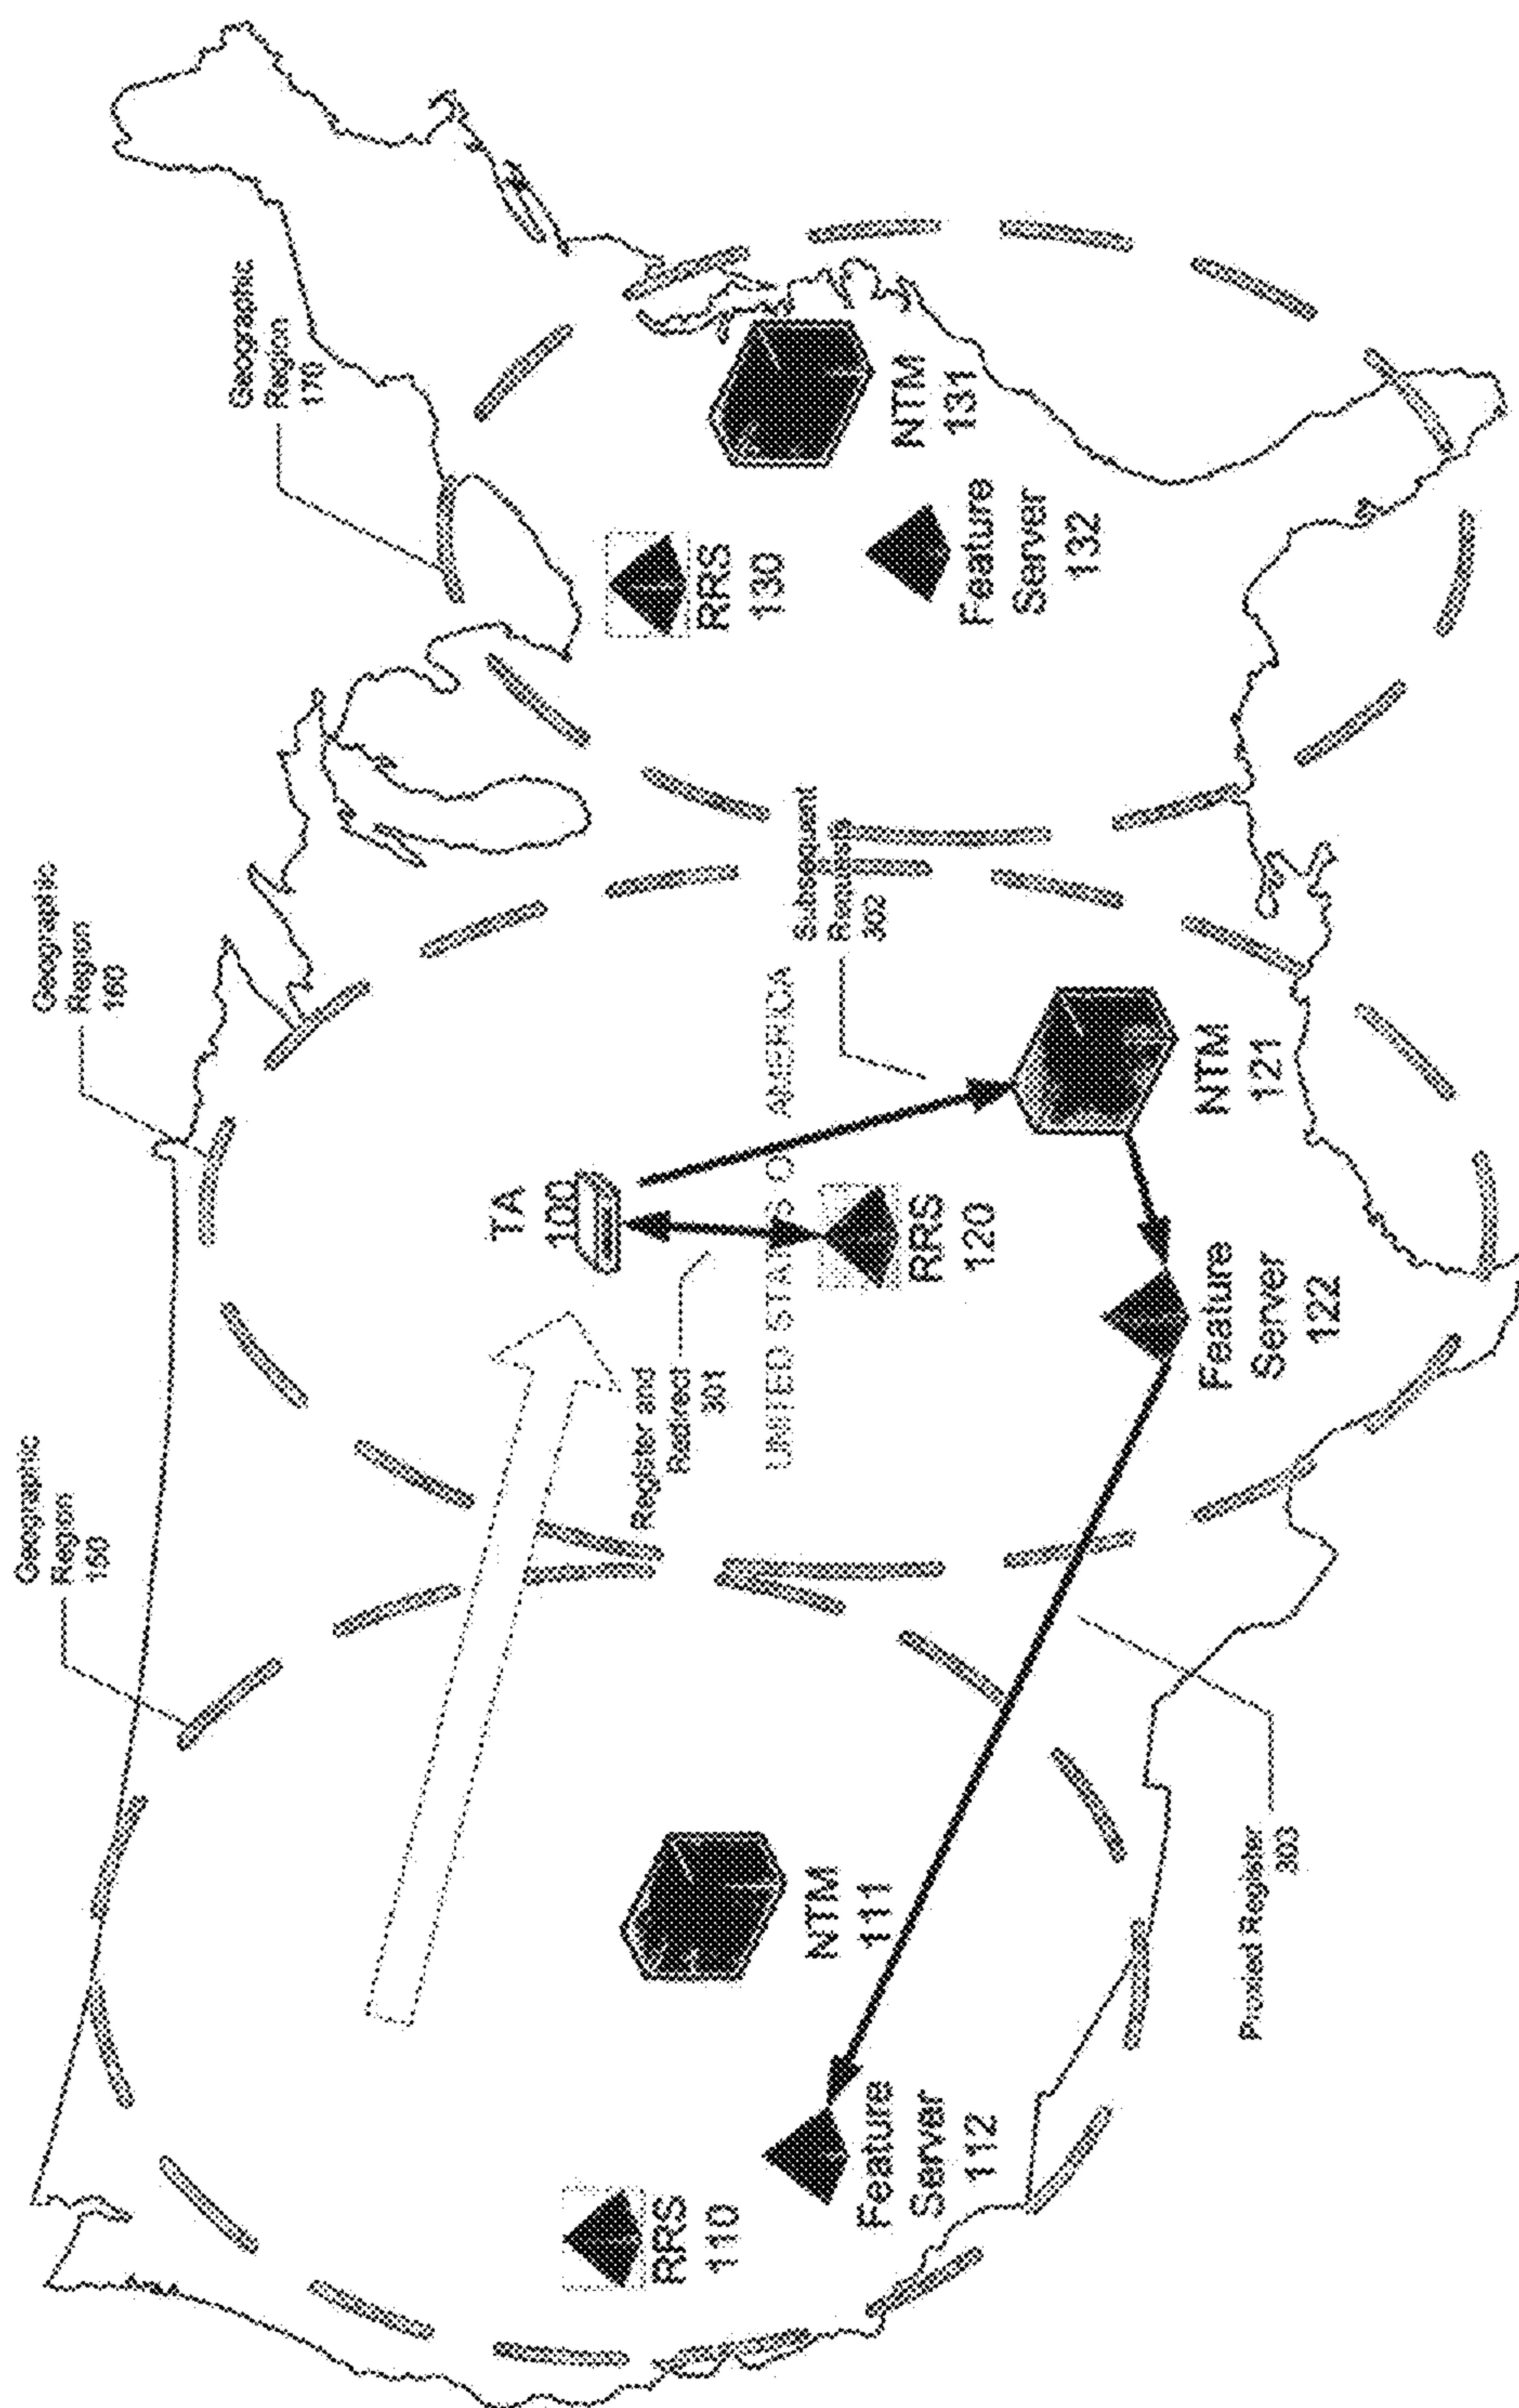 Geographic
Region
150
Geographic
Region
160
Geographic
Region
170
TA
100
Register and
Redirect
301
UNITED STATES OF AMERICA
Subsequent
Requests
302
RRS
110
NTM
111
Feature
Server
112
RRS
120
NTM
121
Feature
Server
122
RRS
130
NTM
131
Feature
Server
132
Proxied Register
303